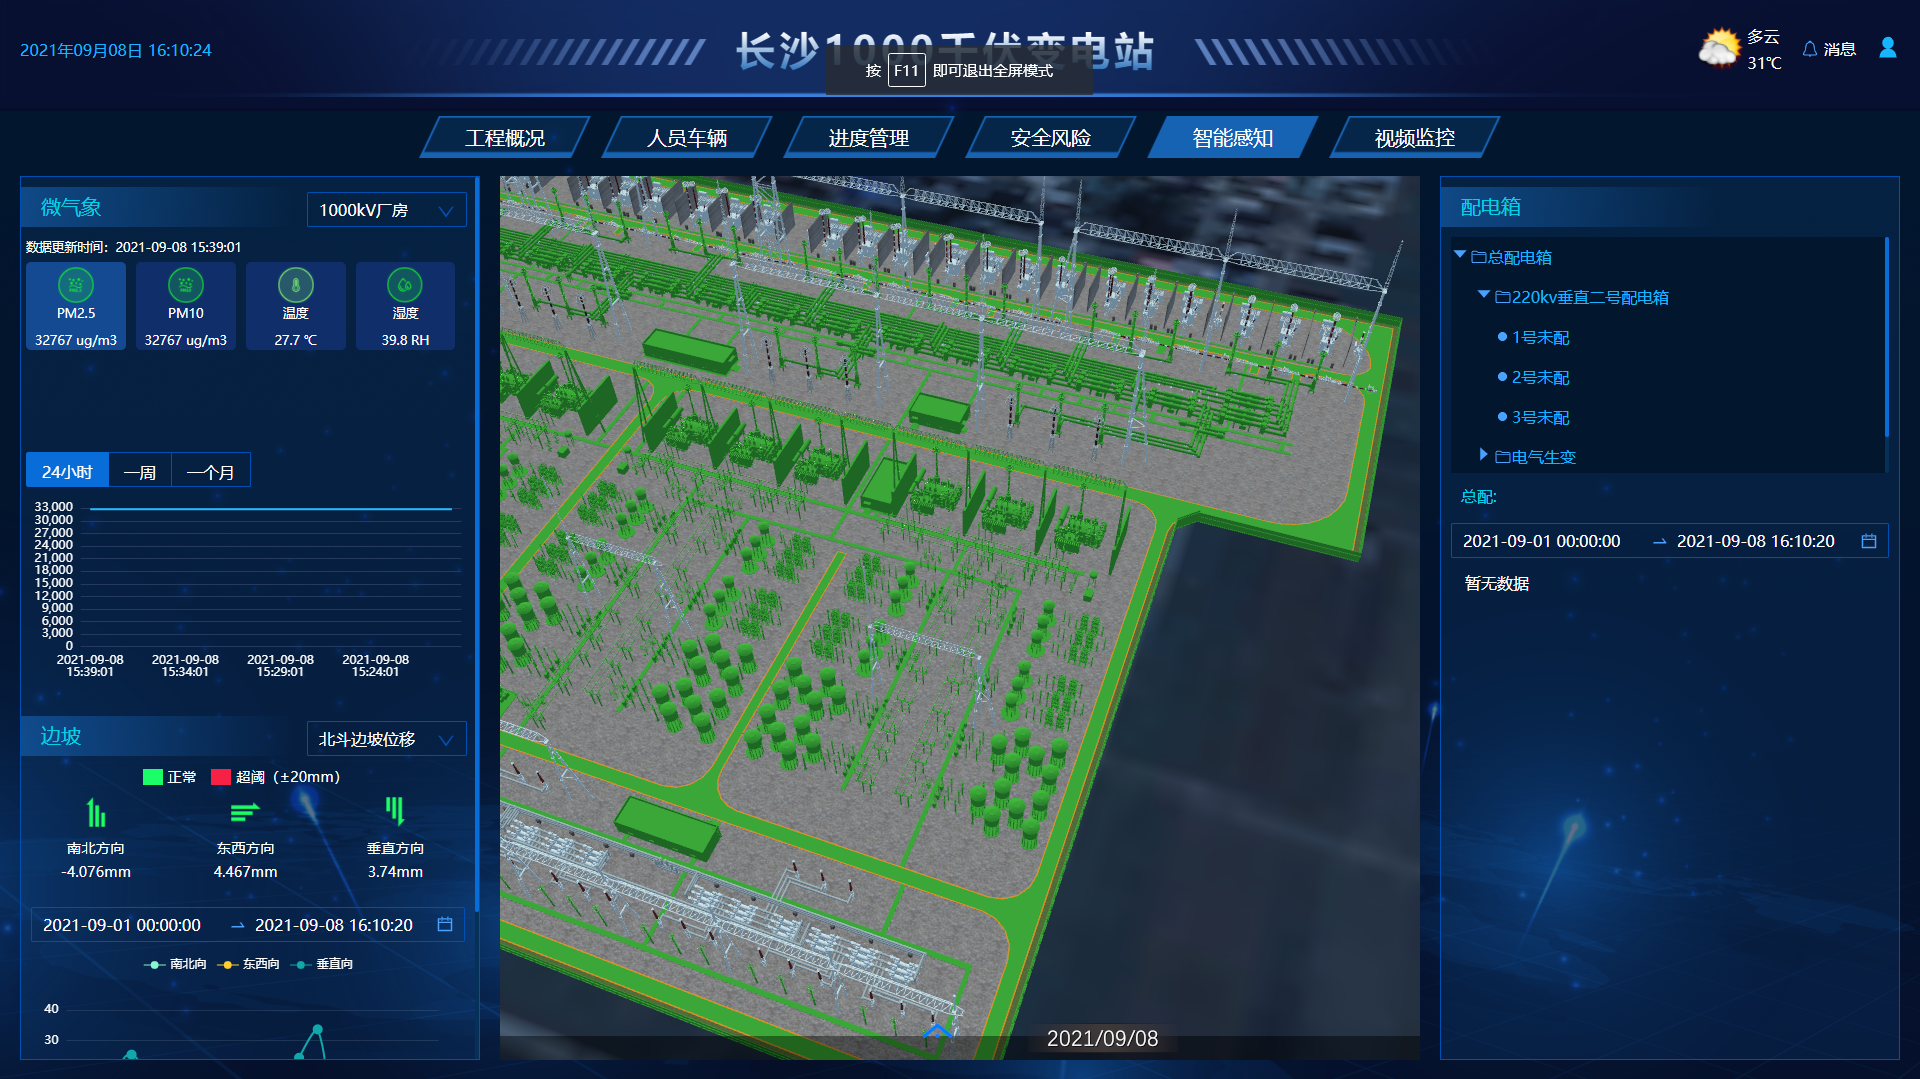 2021年09月08日 16:10:24
长沙1000千伏变电站
按 F11 即可退出全屏模式
多云
31℃
消息
工程概况
人员车辆
进度管理
安全风险
智能感知
视频监控
微气象
1000kV厂房
数据更新时间：2021-09-08 15:39:01
PM2.5
32767 ug/m3
PM10
32767 ug/m3
温度
27.7 ℃
湿度
39.8 RH
24小时
一周
一个月
33,000
30,000
27,000
24,000
21,000
18,000
15,000
12,000
9,000
6,000
3,000
0
2021-09-08
15:39:01
2021-09-08
15:34:01
2021-09-08
15:29:01
2021-09-08
15:24:01
边坡
北斗边坡位移
正常
超阈（±20mm）
南北方向
-4.076mm
东西方向
4.467mm
垂直方向
3.74mm
2021-09-01 00:00:00
2021-09-08 16:10:20
南北向
东西向
垂直向
40
30
2021/09/08
配电箱
总配电箱
220kv垂直二号配电箱
1号未配
2号未配
3号未配
电气生变
总配:
2021-09-01 00:00:00
2021-09-08 16:10:20
暂无数据